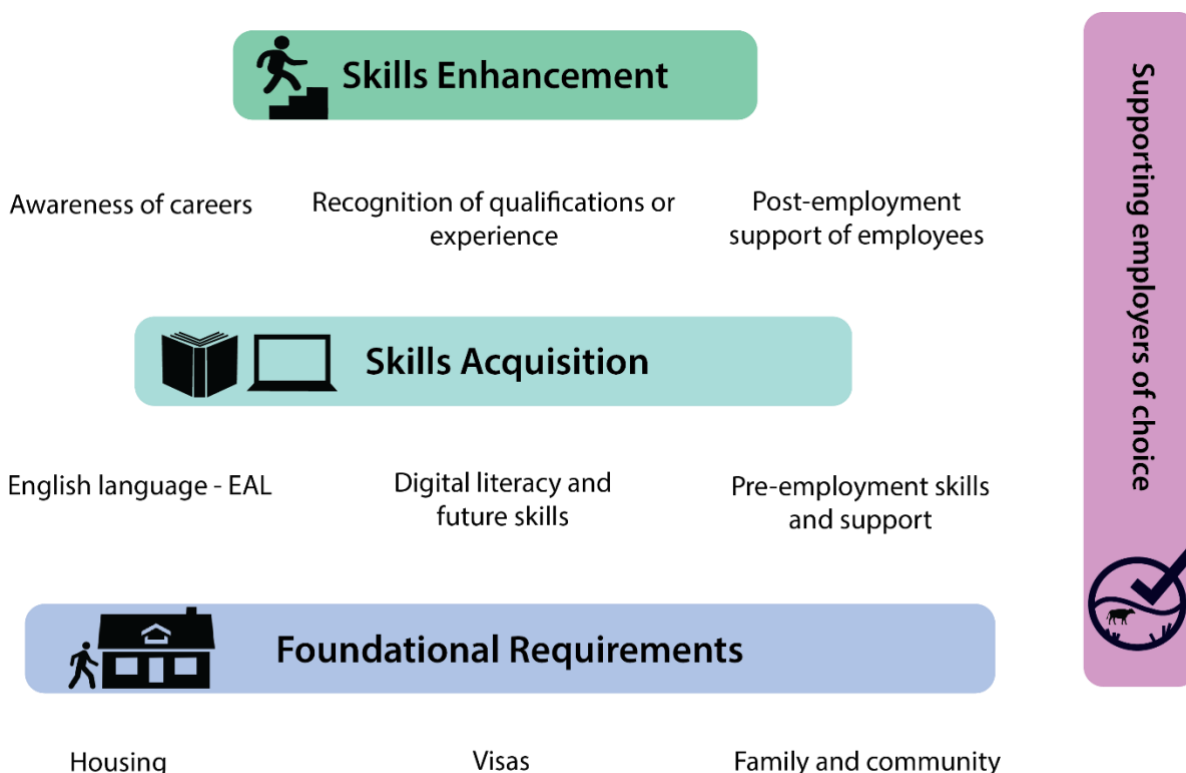 Skills Enhancement
Awareness of careers
Recognition of qualifications or
experience
Post-employment
support of employees
Skills Acquisition
English language - EAL
Digital literacy and
future skills
Pre-employment skills
and support
Foundational Requirements
Housing
Visas
Family and community
Supporting employers of choice